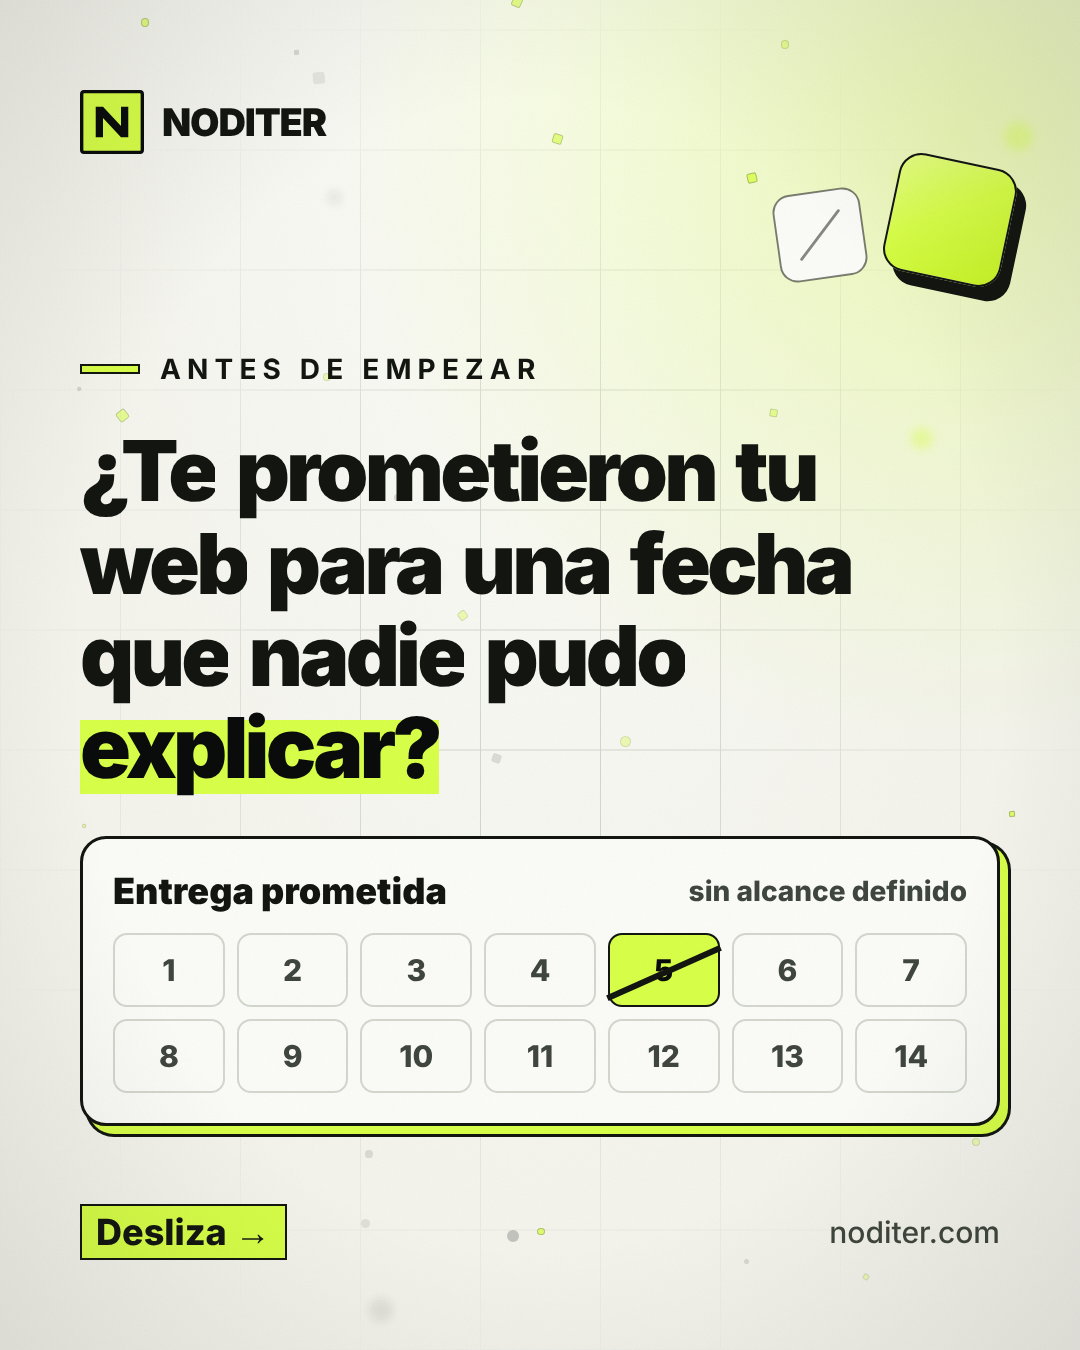 N NODITER
ANTES DE EMPEZAR
¿Te prometieron tu
web para una fecha
que nadie pudo
explicar?
Entrega prometida sin alcance definido
1 2 3 4 5 6 7
8 9 10 11 12 13 14
Desliza → noditer.com